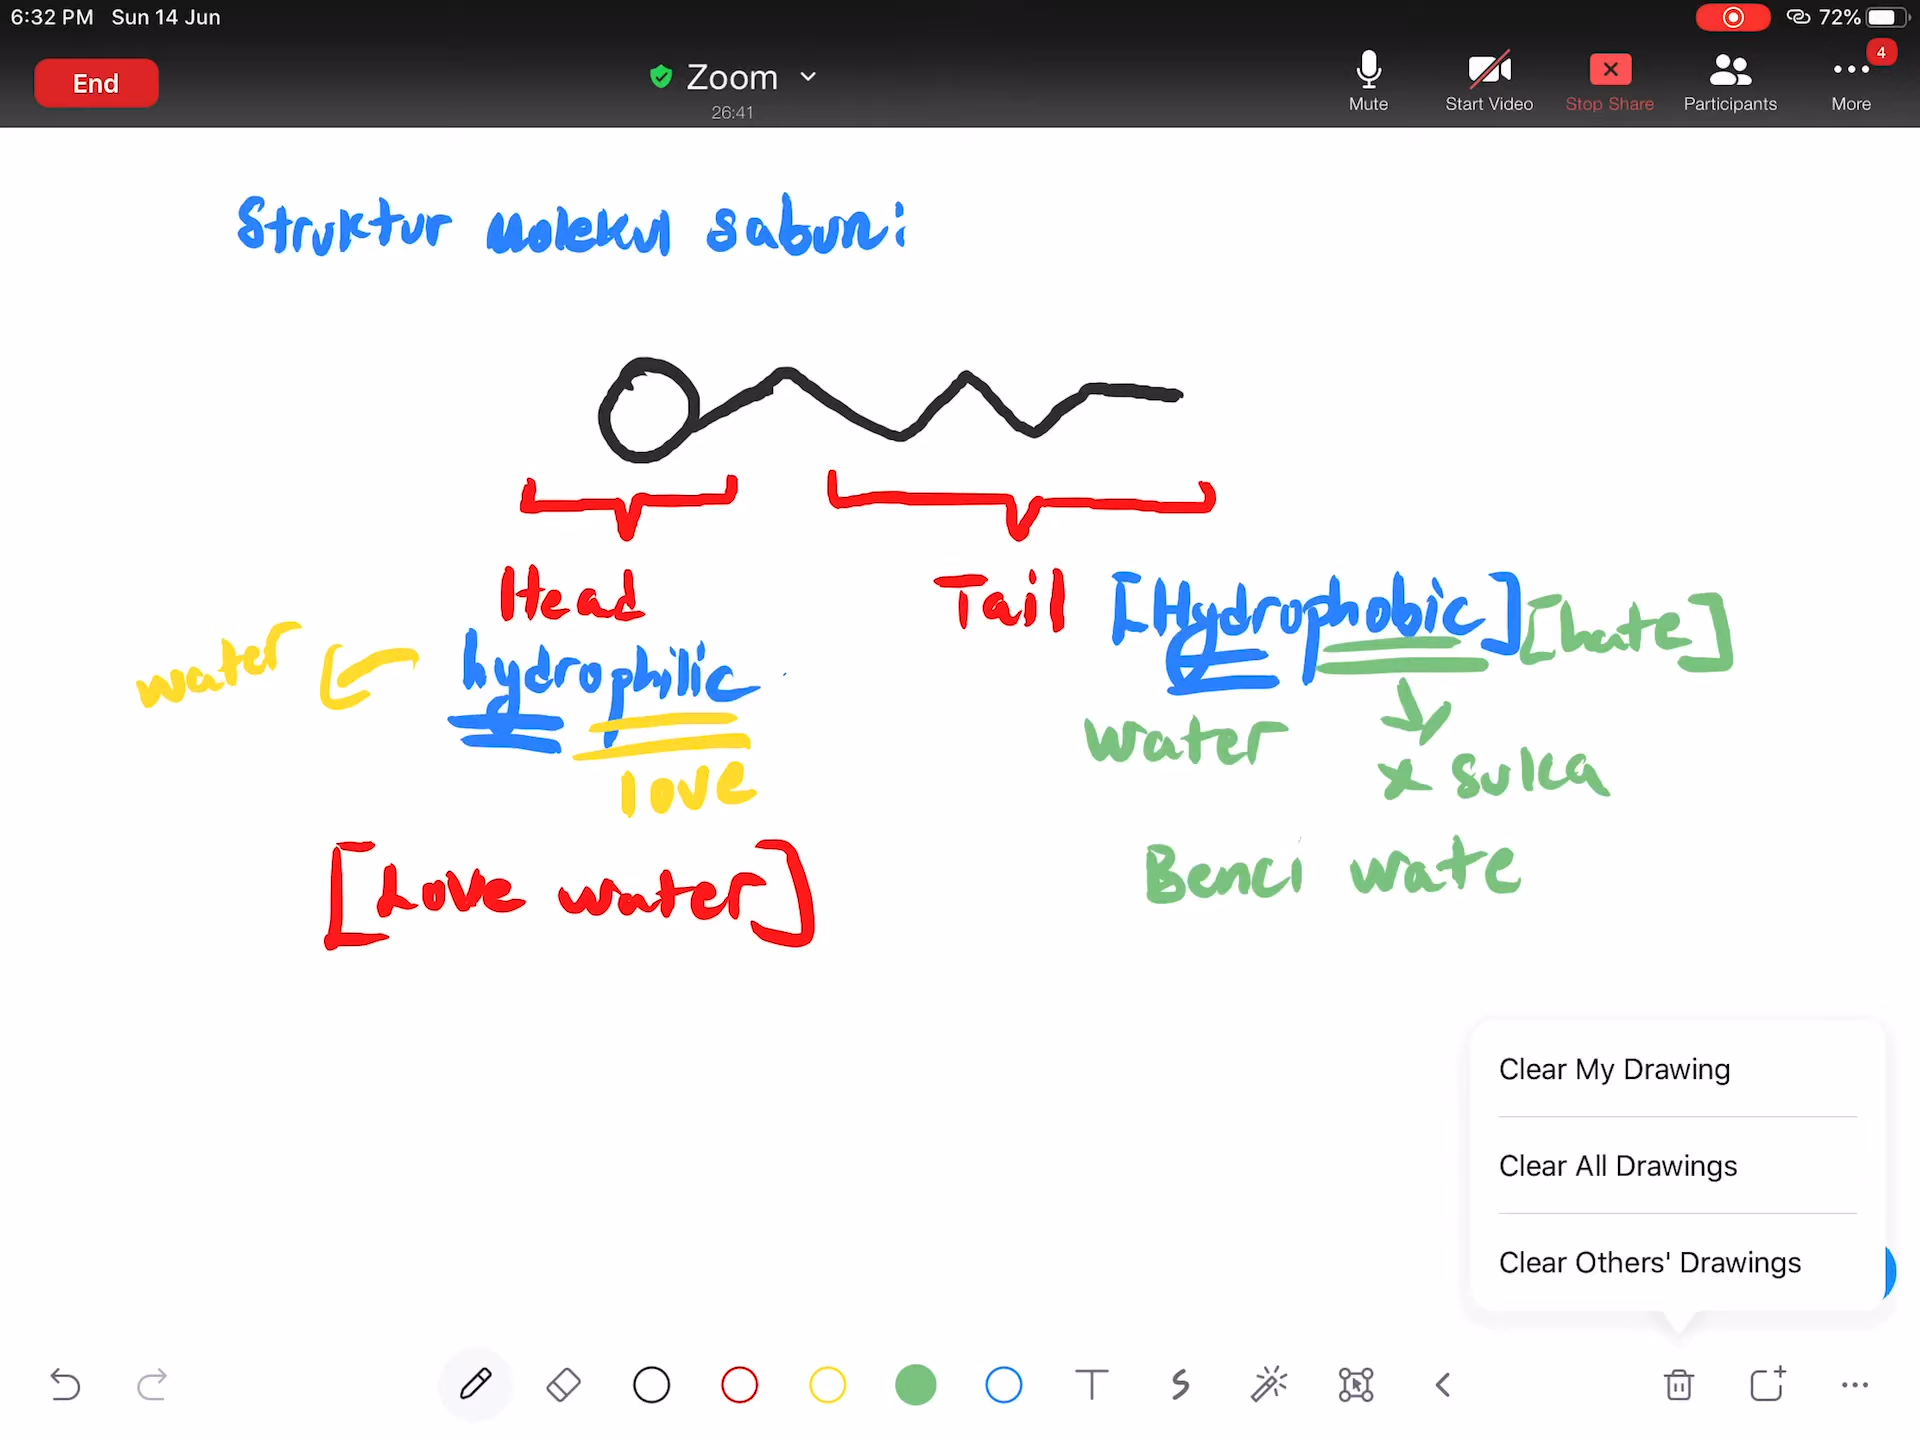 6:32 PM Sun 14 Jun
72%
End
Zoom
26:41
Mute
Start Video
Stop Share
Participants
More
4
Struktur Molekul Sabun:
Head
Tail [Hydrophobic] [hate]
water
hydrophilic
love
water
x suka
[Love water]
Benci wate
Clear My Drawing
Clear All Drawings
Clear Others' Drawings